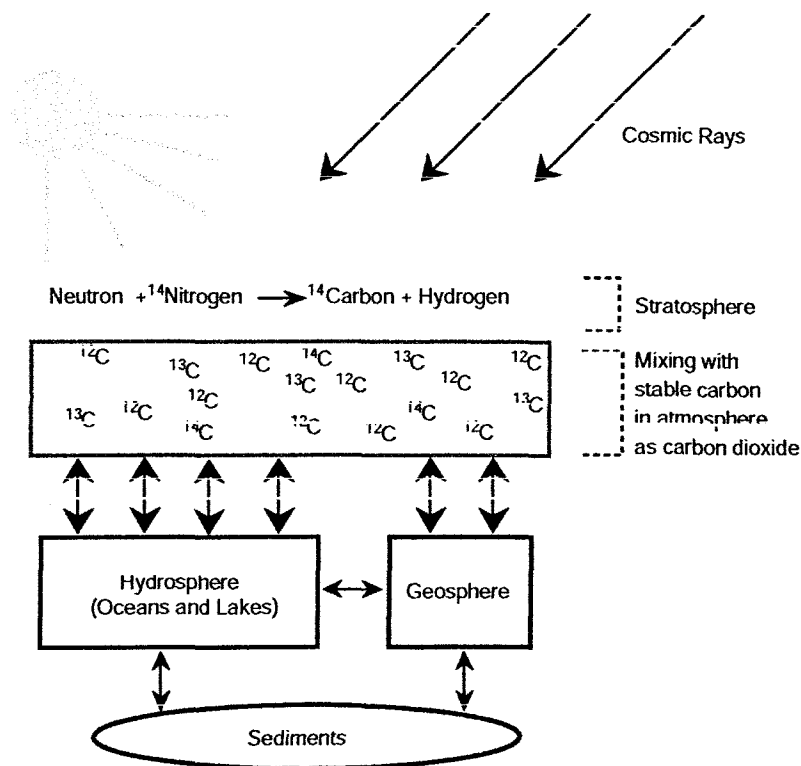 Cosmic Rays
Neutron + ¹⁴Nitrogen → ¹⁴Carbon + Hydrogen
Stratosphere
¹²C ¹³C ¹²C ¹⁴C ¹³C ¹²C
¹³C ¹²C ¹²C
¹³C ¹²C ¹²C ¹⁴C ¹³C
¹⁴C ¹²C ¹²C ¹²C
Mixing with
stable carbon
in atmosphere
as carbon dioxide
Hydrosphere
(Oceans and Lakes)
Geosphere
Sediments